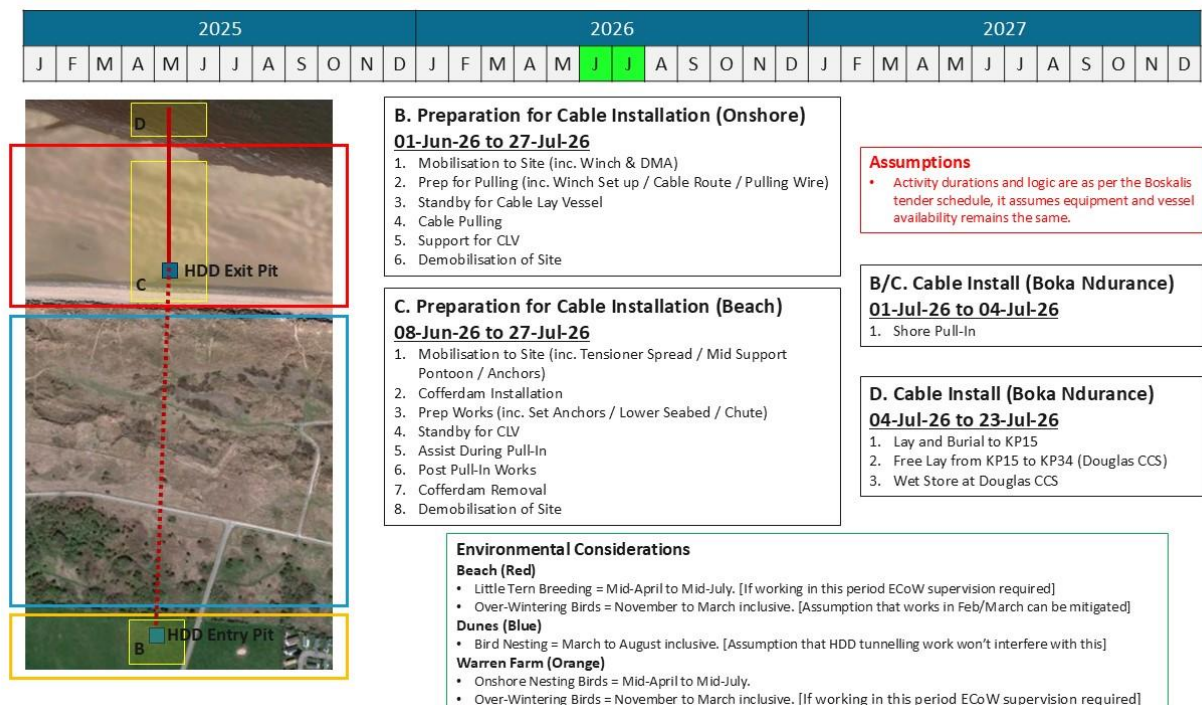 2025 2026 2027
J F M A M J J A S O N D J F M A M J J A S O N D J F M A M J J A S O N D
D
C
HDD Exit Pit
HDD Entry Pit
B
B. Preparation for Cable Installation (Onshore)
01-Jun-26 to 27-Jul-26
1. Mobilisation to Site (inc. Winch & DMA)
2. Prep for Pulling (inc. Winch Set up / Cable Route / Pulling Wire)
3. Standby for Cable Lay Vessel
4. Cable Pulling
5. Support for CLV
6. Demobilisation of Site
C. Preparation for Cable Installation (Beach)
08-Jun-26 to 27-Jul-26
1. Mobilisation to Site (inc. Tensioner Spread / Mid Support
Pontoon / Anchors)
2. Cofferdam Installation
3. Prep Works (inc. Set Anchors / Lower Seabed / Chute)
4. Standby for CLV
5. Assist During Pull-In
6. Post Pull-In Works
7. Cofferdam Removal
8. Demobilisation of Site
Assumptions
• Activity durations and logic are as per the Boskalis
tender schedule, it assumes equipment and vessel
availability remains the same.
B/C. Cable Install (Boka Ndurance)
01-Jul-26 to 04-Jul-26
1. Shore Pull-In
D. Cable Install (Boka Ndurance)
04-Jul-26 to 23-Jul-26
1. Lay and Burial to KP15
2. Free Lay from KP15 to KP34 (Douglas CCS)
3. Wet Store at Douglas CCS
Environmental Considerations
Beach (Red)
• Little Tern Breeding = Mid-April to Mid-July. [If working in this period ECoW supervision required]
• Over-Wintering Birds = November to March inclusive. [Assumption that works in Feb/March can be mitigated]
Dunes (Blue)
• Bird Nesting = March to August inclusive. [Assumption that HDD tunnelling work won't interfere with this]
Warren Farm (Orange)
• Onshore Nesting Birds = Mid-April to Mid-July.
• Over-Wintering Birds = November to March inclusive. [If working in this period ECoW supervision required]